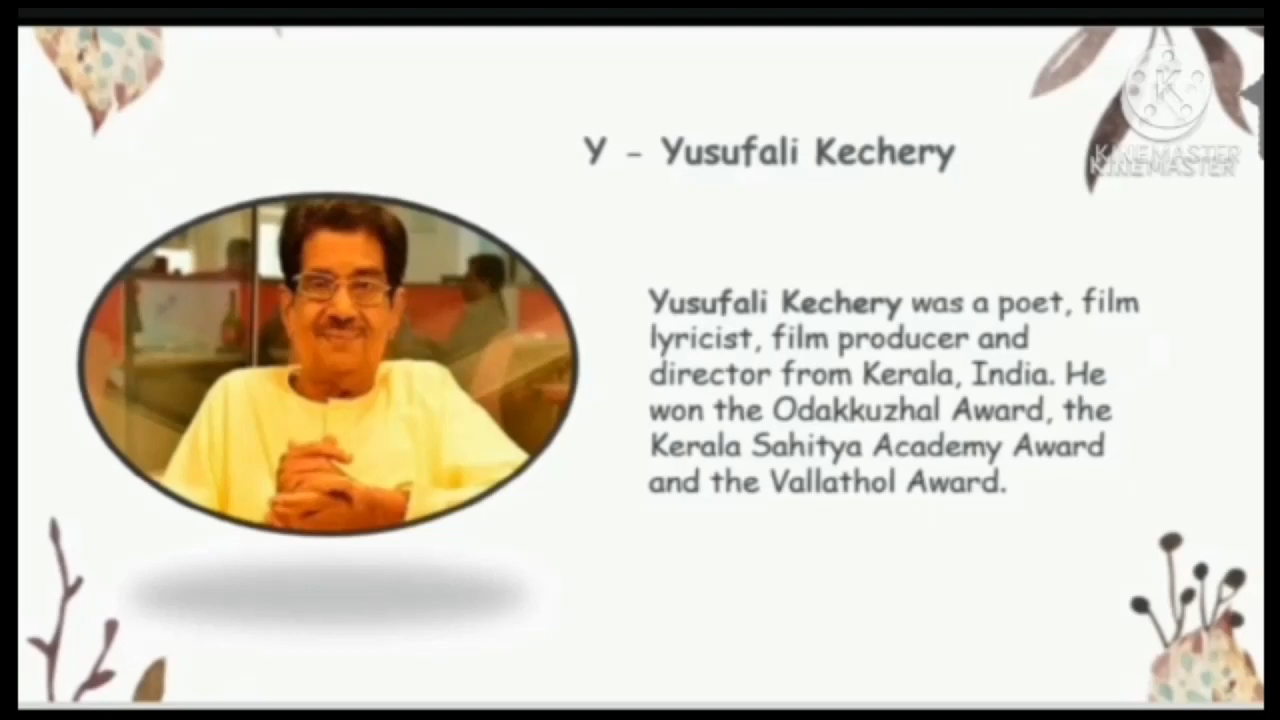 Y - Yusufali Kechery
K
KINEMASTER
KINEMASTER
Yusufali Kechery was a poet, film
lyricist, film producer and
director from Kerala, India. He
won the Odakkuzhal Award, the
Kerala Sahitya Academy Award
and the Vallathol Award.